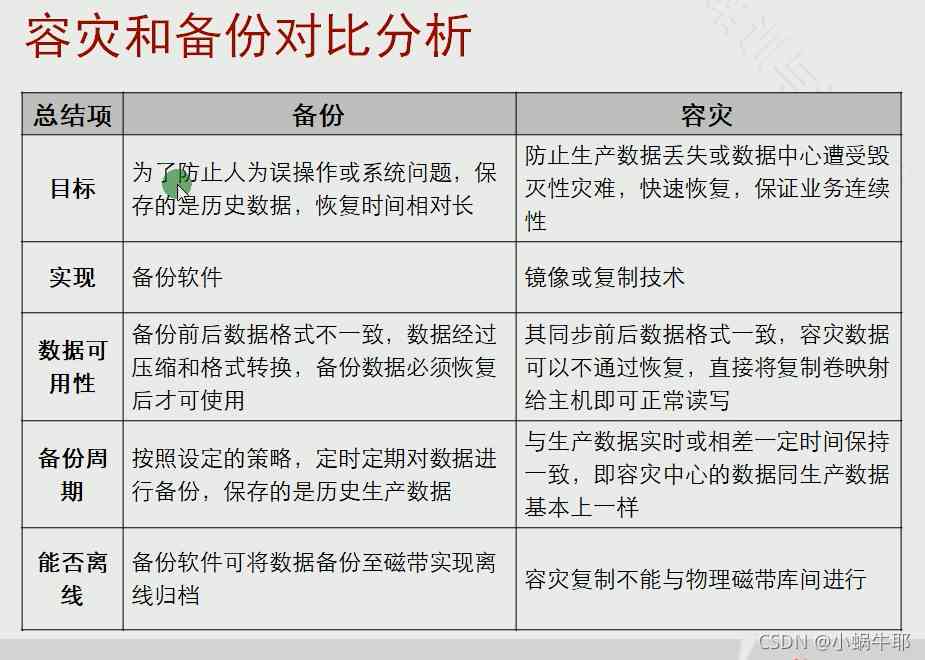 容灾和备份对比分析
总结项
备份
容灾
目标
为了防止人为误操作或系统问题，保
存的是历史数据，恢复时间相对长
防止生产数据丢失或数据中心遭受毁
灭性灾难，快速恢复，保证业务连续
性
实现
备份软件
镜像或复制技术
数据可
用性
备份前后数据格式不一致，数据经过
压缩和格式转换，备份数据必须恢复
后才可使用
其同步前后数据格式一致，容灾数据
可以不通过恢复，直接将复制卷映射
给主机即可正常读写
备份周
期
按照设定的策略，定时定期对数据进
行备份，保存的是历史生产数据
与生产数据实时或相差一定时间保持
一致，即容灾中心的数据同生产数据
基本上一样
能否离
线
备份软件可将数据备份至磁带实现离
线归档
容灾复制不能与物理磁带库间进行
CSDN @小蜗牛耶